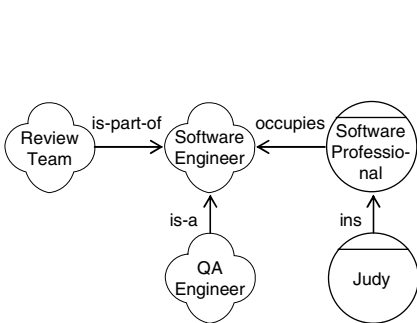 is-part-of
occupies
Review
Team
Software
Engineer
Software
Professio-
nal
is-a
ins
QA
Engineer
Judy